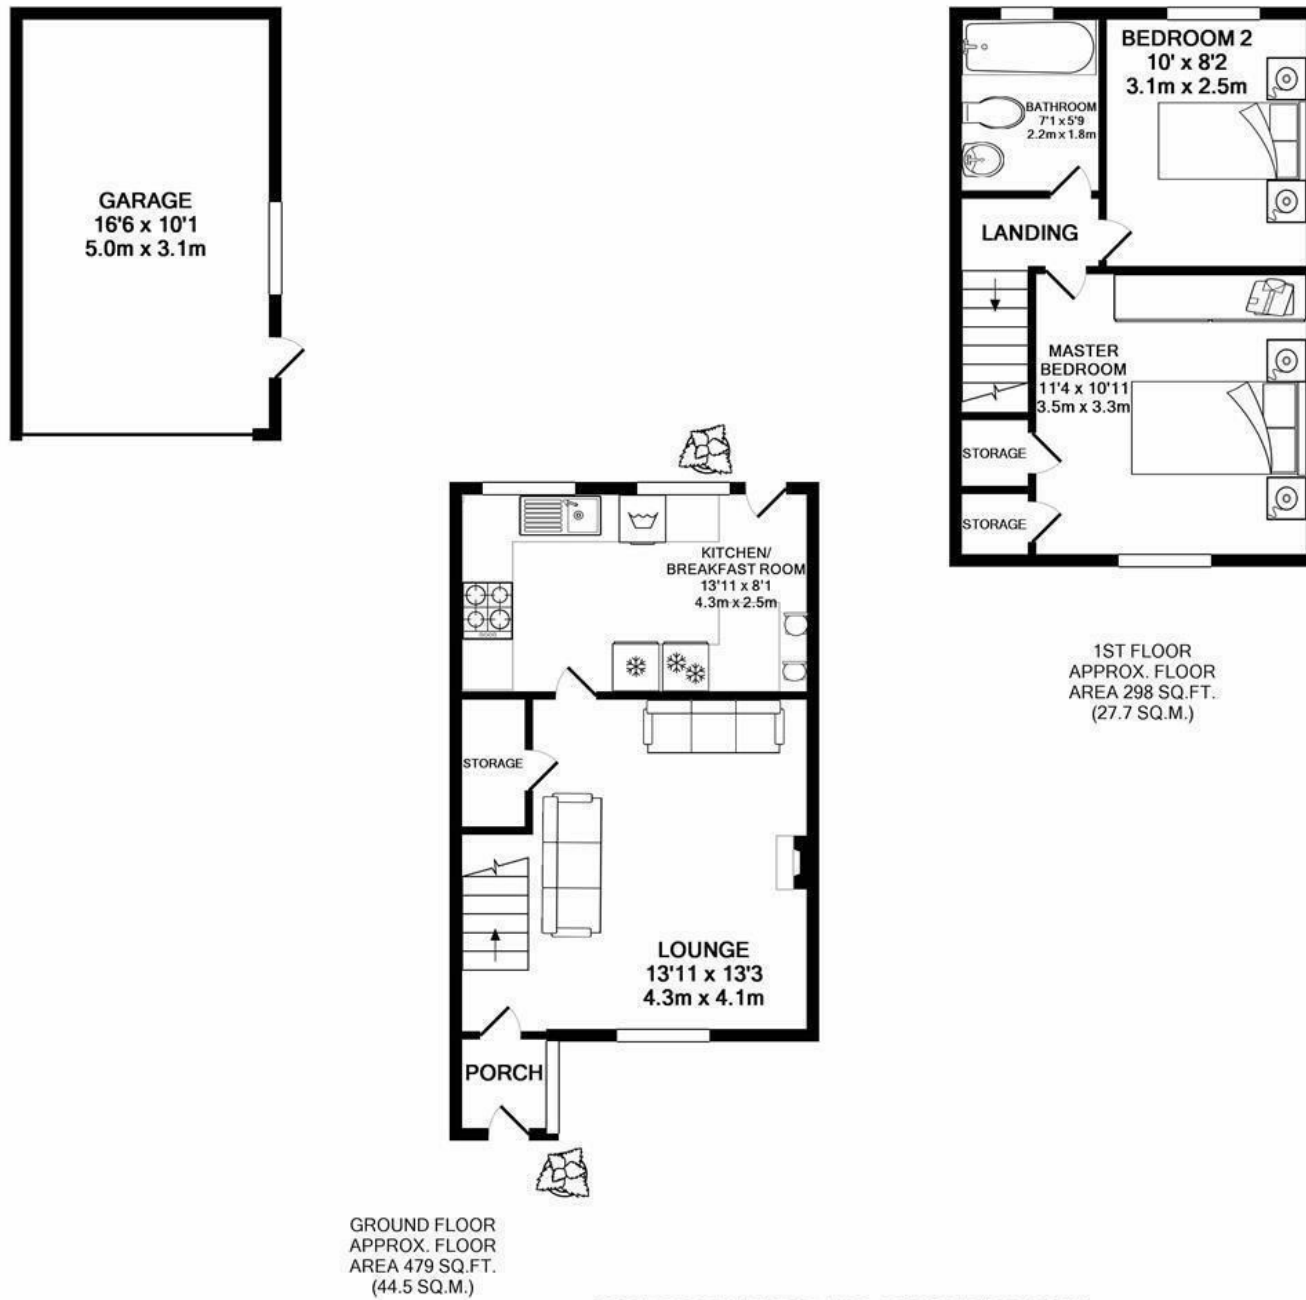 GARAGE
16'6 x 10'1
5.0m x 3.1m
BEDROOM 2
10' x 8'2
3.1m x 2.5m
BATHROOM
7'1 x 5'9
2.2m x 1.8m
LANDING
MASTER
BEDROOM
11'4 x 10'11
3.5m x 3.3m
STORAGE
STORAGE
1ST FLOOR
APPROX. FLOOR
AREA 298 SQ.FT.
(27.7 SQ.M.)
KITCHEN/
BREAKFAST ROOM
13'11 x 8'1
4.3m x 2.5m
STORAGE
LOUNGE
13'11 x 13'3
4.3m x 4.1m
PORCH
GROUND FLOOR
APPROX. FLOOR
AREA 479 SQ.FT.
(44.5 SQ.M.)